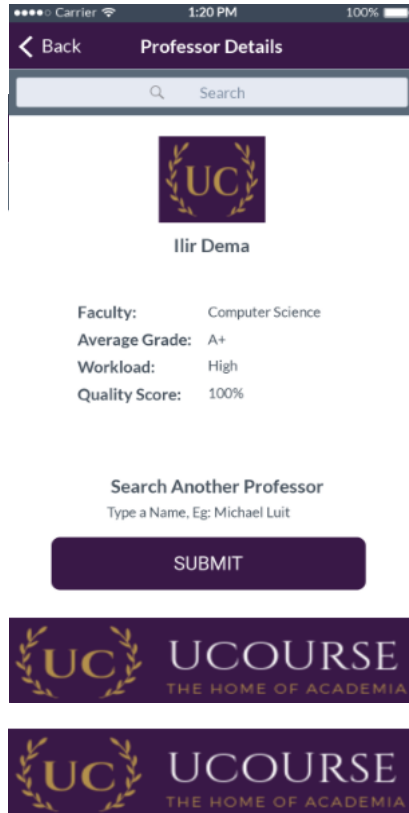 Carrier 1:20 PM 100%
Back Professor Details
Search
UC
Ilir Dema
Faculty: Computer Science
Average Grade: A+
Workload: High
Quality Score: 100%
Search Another Professor
Type a Name, Eg: Michael Luit
SUBMIT
UC UCOURSE
THE HOME OF ACADEMIA
UC UCOURSE
THE HOME OF ACADEMIA